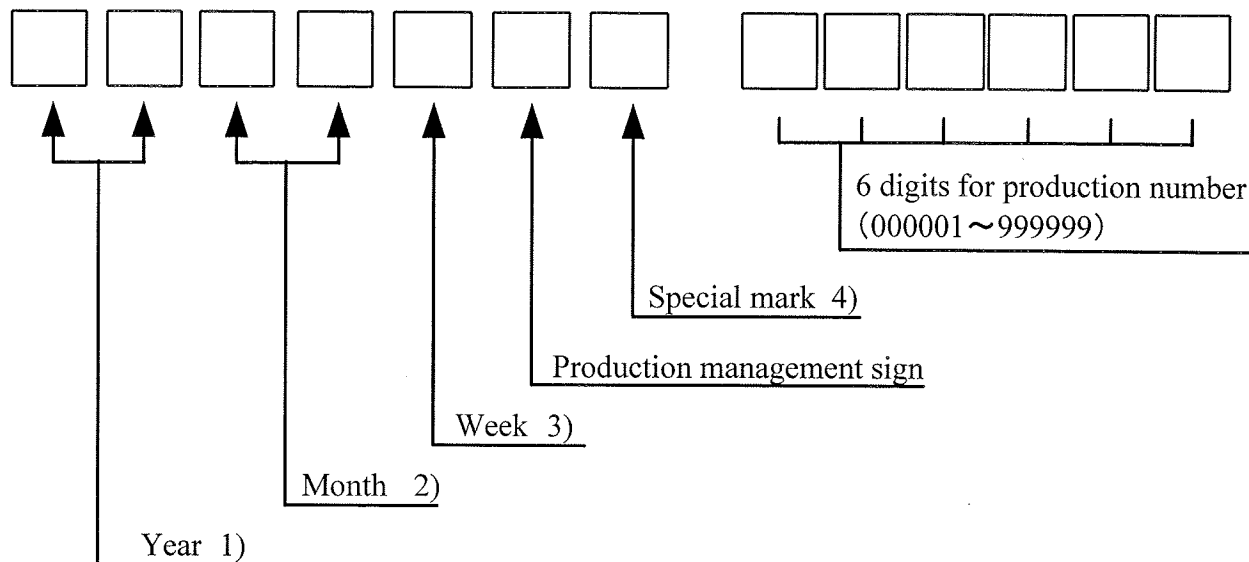 6 digits for production number
（000001～999999）
Special mark 4)
Production management sign
Week 3)
Month 2)
Year 1)